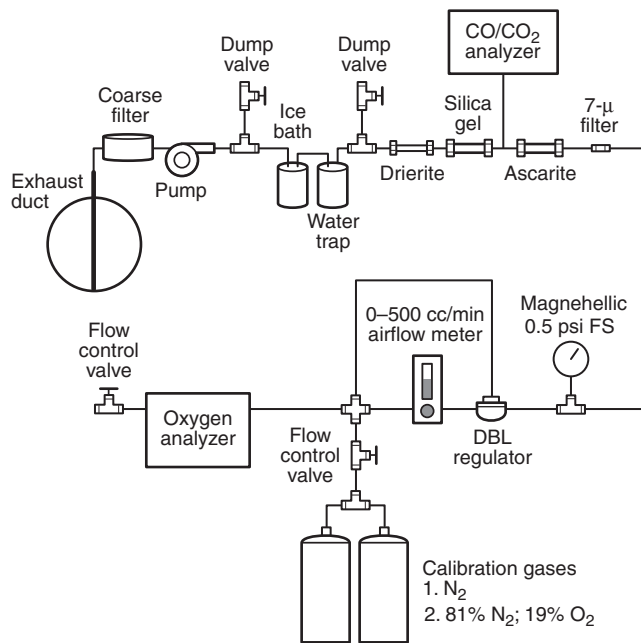 CO/CO₂
analyzer
Dump
valve
Dump
valve
Coarse
filter
Ice
bath
Silica
gel
7-μ
filter
Exhaust
duct
Pump
Water
trap
Drierite
Ascarite
Flow
control
valve
0–500 cc/min
airflow meter
Magnehellic
0.5 psi FS
Oxygen
analyzer
Flow
control
valve
DBL
regulator
Calibration gases
1. N₂
2. 81% N₂; 19% O₂